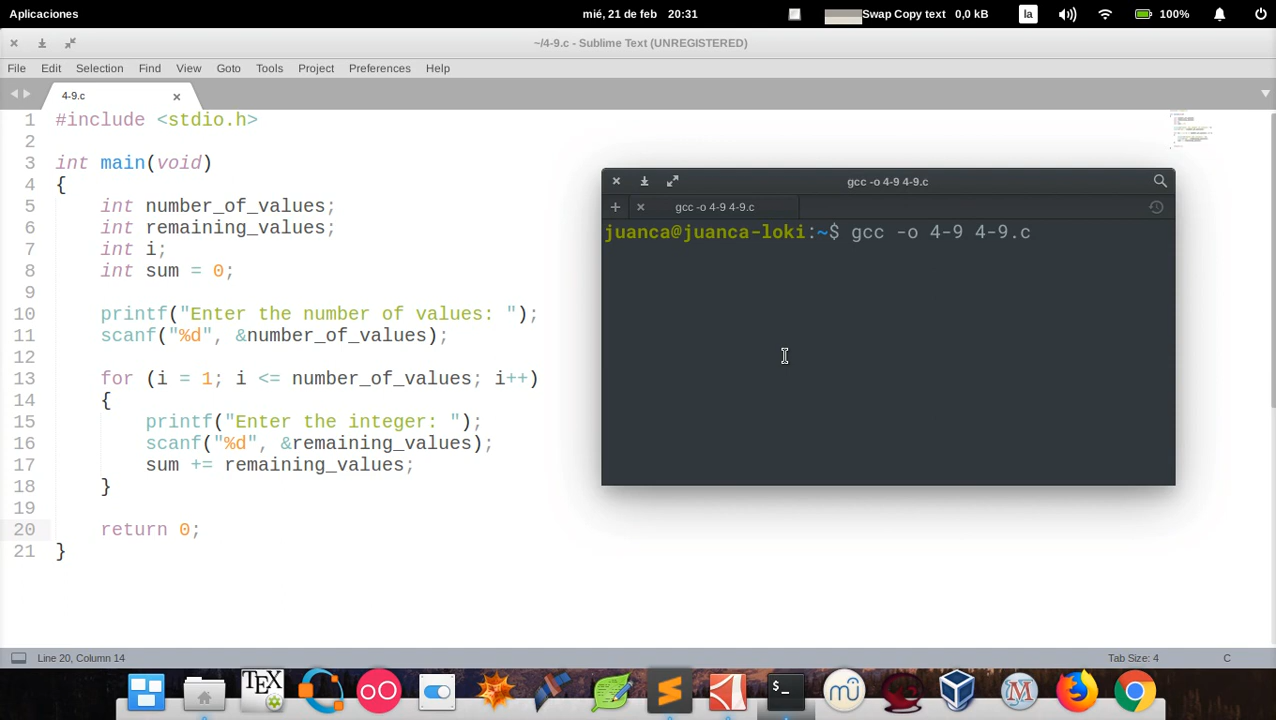 Aplicaciones mié, 21 de feb 20:31 Swap Copy text 0,0 kB la 100%
~/4-9.c - Sublime Text (UNREGISTERED)
File Edit Selection Find View Goto Tools Project Preferences Help
4-9.c
1 #include <stdio.h>
2
3 int main(void)
4 {
5 int number_of_values;
6 int remaining_values;
7 int i;
8 int sum = 0;
9
10 printf("Enter the number of values: ");
11 scanf("%d", &number_of_values);
12
13 for (i = 1; i <= number_of_values; i++)
14 {
15 printf("Enter the integer: ");
16 scanf("%d", &remaining_values);
17 sum += remaining_values;
18 }
19
20 return 0;
21 }
gcc -o 4-9 4-9.c
gcc -o 4-9 4-9.c
juanca@juanca-loki:~$ gcc -o 4-9 4-9.c
Line 20, Column 14 Tab Size: 4 C
TEX >_ mu M